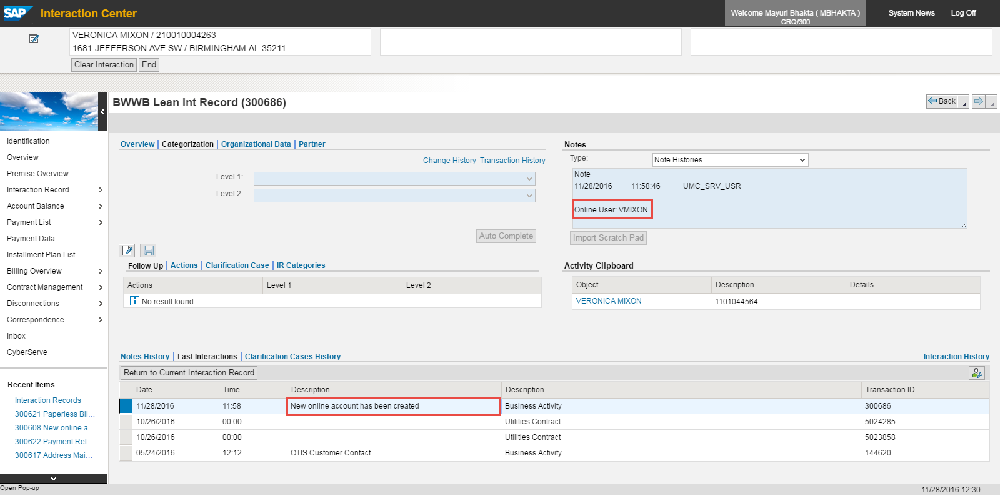 SAP Interaction Center
Welcome Mayuri Bhakta ( MBHAKTA )
CRQ/300
System News
Log Off
VERONICA MIXON / 210010004263
1681 JEFFERSON AVE SW / BIRMINGHAM AL 35211
Clear Interaction End
BWWB Lean Int Record (300686)
Back
Identification
Overview
Premise Overview
Interaction Record
Account Balance
Payment List
Payment Data
Installment Plan List
Billing Overview
Contract Management
Disconnections
Correspondence
Inbox
CyberServe
Recent Items
Interaction Records
300621 Paperless Bil...
300608 New online a...
300622 Payment Rel...
300617 Address Mai...
Overview | Categorization | Organizational Data | Partner
Change History Transaction History
Level 1:
Level 2:
Auto Complete
Notes
Type: Note Histories
Note
11/28/2016 11:58:46 UMC_SRV_USR
Online User: VMIXON
Import Scratch Pad
Follow-Up | Actions | Clarification Case | IR Categories
Actions Level 1 Level 2
No result found
Activity Clipboard
Object Description Details
VERONICA MIXON 1101044564
Notes History | Last Interactions | Clarification Cases History
Interaction History
Return to Current Interaction Record
Date Time Description Description Transaction ID
11/28/2016 11:58 New online account has been created Business Activity 300686
10/26/2016 00:00 Utilities Contract 5024285
10/26/2016 00:00 Utilities Contract 5023858
05/24/2016 12:12 OTIS Customer Contact Business Activity 144620
Open Pop-up
11/28/2016 12:30